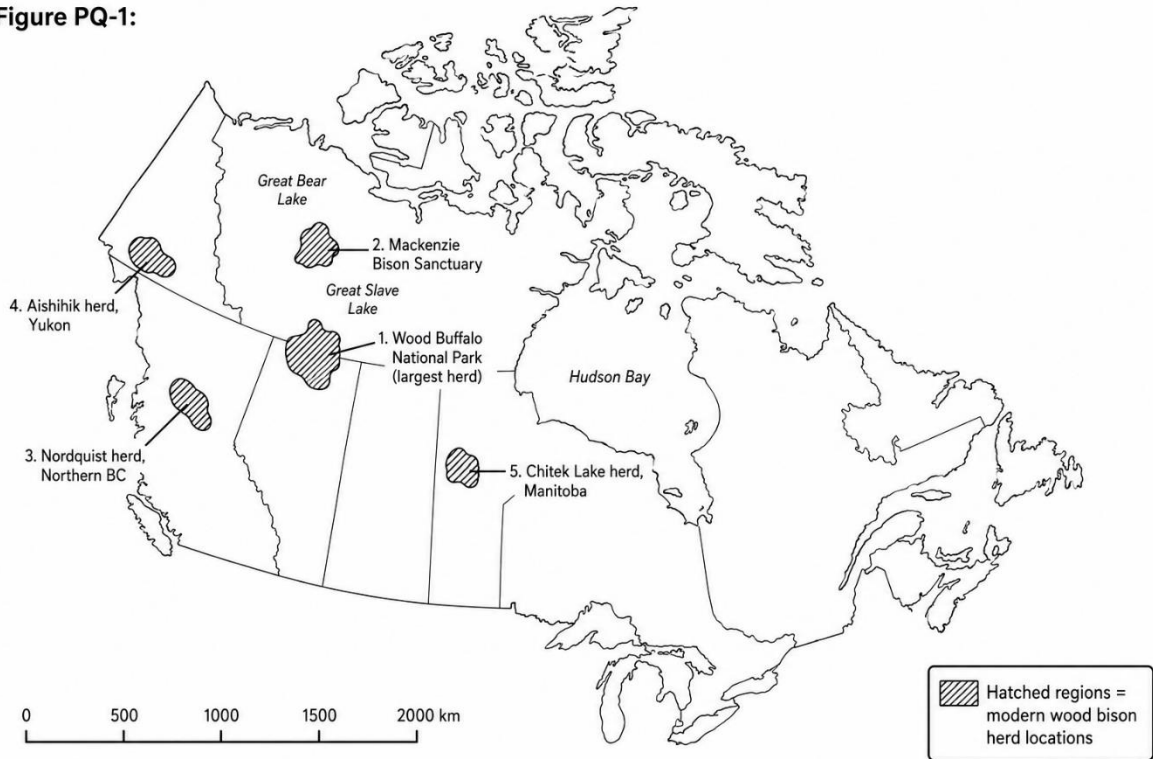 Figure PQ-1:
Great Bear
Lake
2. Mackenzie
Bison Sanctuary
4. Aishihik herd,
Yukon
Great Slave
Lake
1. Wood Buffalo
National Park
(largest herd)
Hudson Bay
3. Nordquist herd,
Northern BC
5. Chitek Lake herd,
Manitoba
0 500 1000 1500 2000 km
Hatched regions =
modern wood bison
herd locations